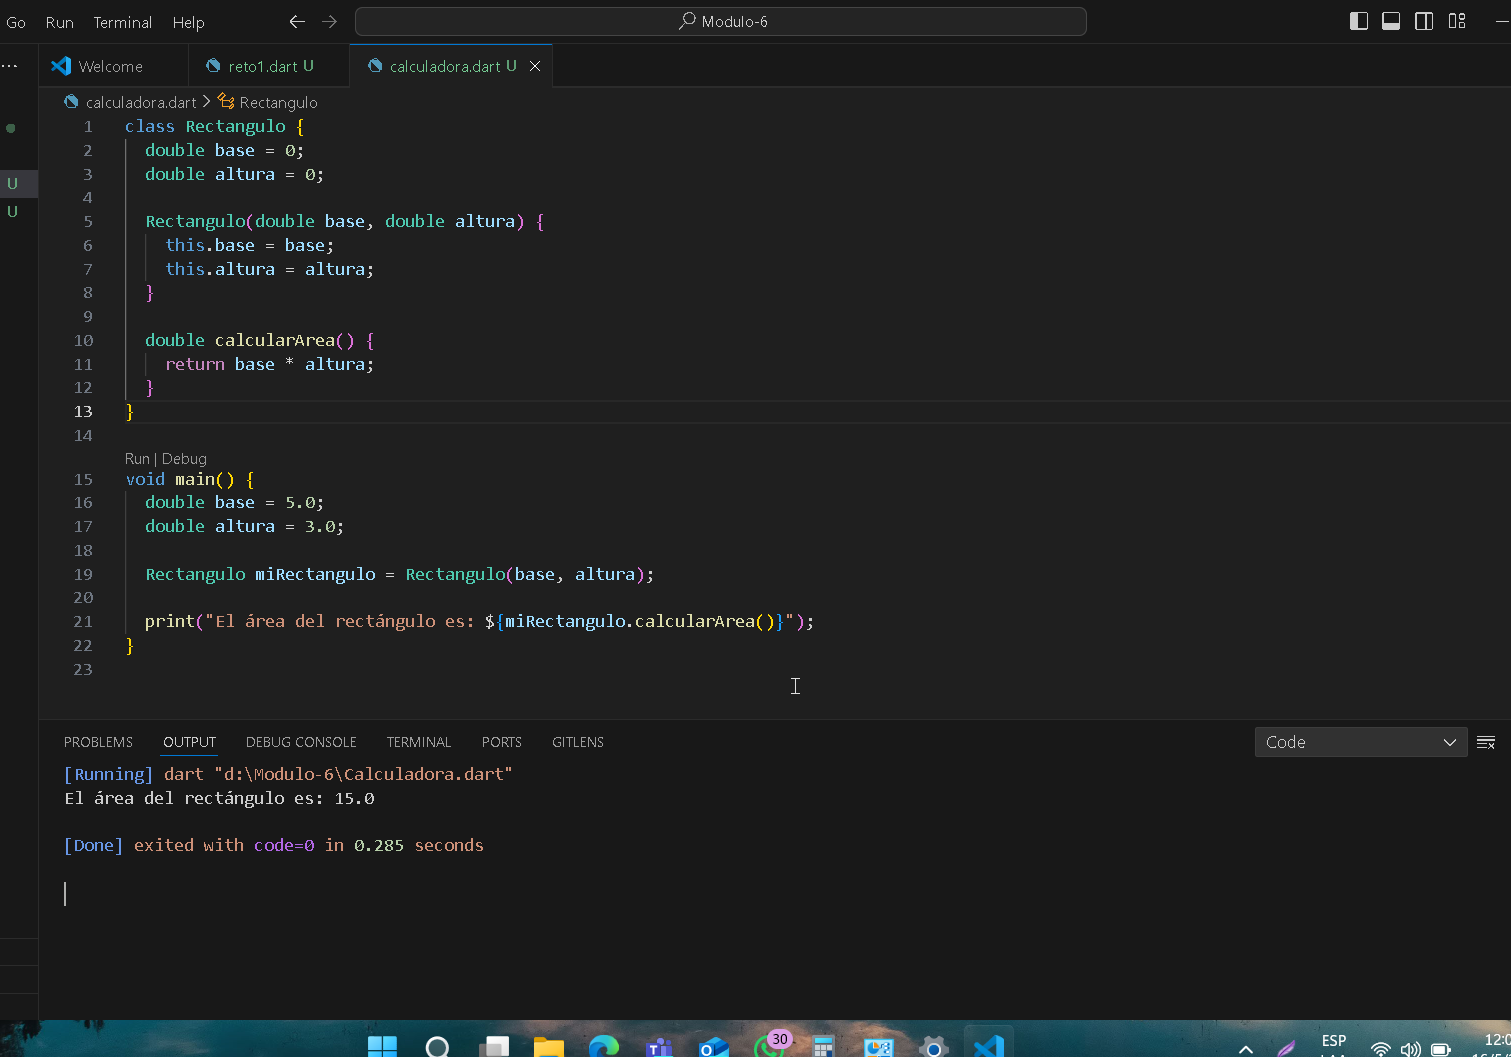 Go Run Terminal Help Modulo-6
Welcome reto1.dart U calculadora.dart U
calculadora.dart Rectangulo
U
U
1 class Rectangulo {
2 double base = 0;
3 double altura = 0;
4
5 Rectangulo(double base, double altura) {
6 this.base = base;
7 this.altura = altura;
8 }
9
10 double calcularArea() {
11 return base * altura;
12 }
13 }
14
Run | Debug
15 void main() {
16 double base = 5.0;
17 double altura = 3.0;
18
19 Rectangulo miRectangulo = Rectangulo(base, altura);
20
21 print("El área del rectángulo es: ${miRectangulo.calcularArea()}");
22 }
23
PROBLEMS OUTPUT DEBUG CONSOLE TERMINAL PORTS GITLENS Code
[Running] dart "d:\Modulo-6\Calculadora.dart"
El área del rectángulo es: 15.0
[Done] exited with code=0 in 0.285 seconds
30
ESP